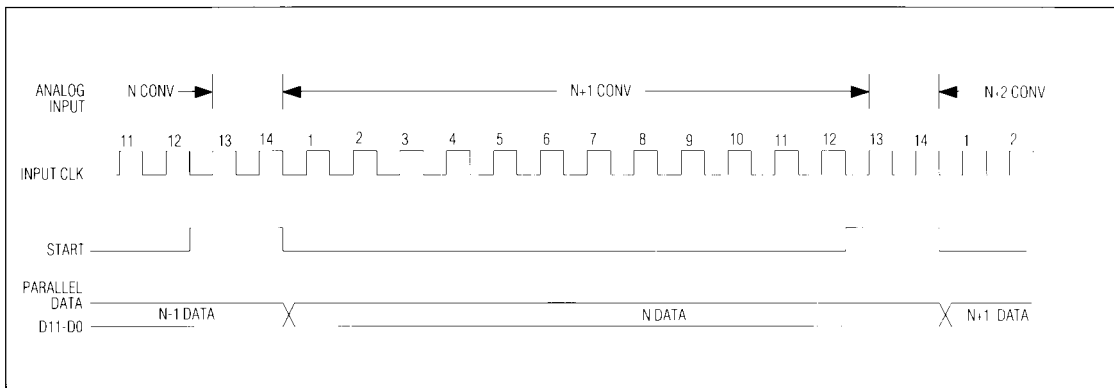 ANALOG INPUT
N CONV
N+1 CONV
N+2 CONV
11 12 13 14 1 2 3 4 5 6 7 8 9 10 11 12 13 14 1 2
INPUT CLK
START
PARALLEL DATA
D11-D0
N-1 DATA
N DATA
N+1 DATA